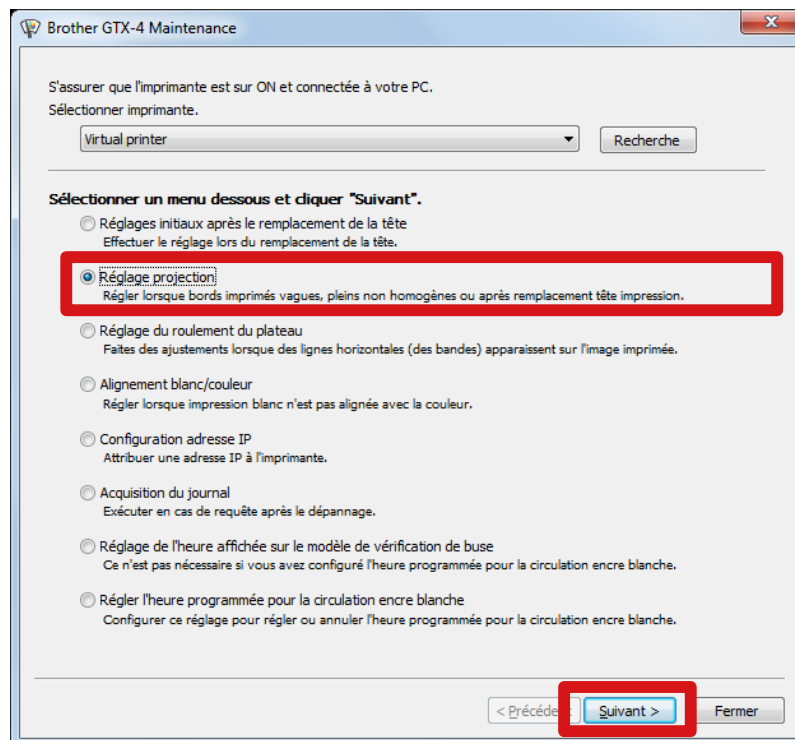 Brother GTX-4 Maintenance
S'assurer que l'imprimante est sur ON et connectée à votre PC.
Sélectionner imprimante.
Virtual printer
Recherche
Sélectionner un menu dessous et cliquer "Suivant".
Réglages initiaux après le remplacement de la tête
Effectuer le réglage lors du remplacement de la tête.
Réglage projection
Régler lorsque bords imprimés vagues, pleins non homogènes ou après remplacement tête impression.
Réglage du roulement du plateau
Faites des ajustements lorsque des lignes horizontales (des bandes) apparaissent sur l'image imprimée.
Alignement blanc/couleur
Régler lorsque impression blanc n'est pas alignée avec la couleur.
Configuration adresse IP
Attribuer une adresse IP à l'imprimante.
Acquisition du journal
Exécuter en cas de requête après le dépannage.
Réglage de l'heure affichée sur le modèle de vérification de buse
Ce n'est pas nécessaire si vous avez configuré l'heure programmée pour la circulation encre blanche.
Régler l'heure programmée pour la circulation encre blanche
Configurer ce réglage pour régler ou annuler l'heure programmée pour la circulation encre blanche.
< Précéde Suivant > Fermer